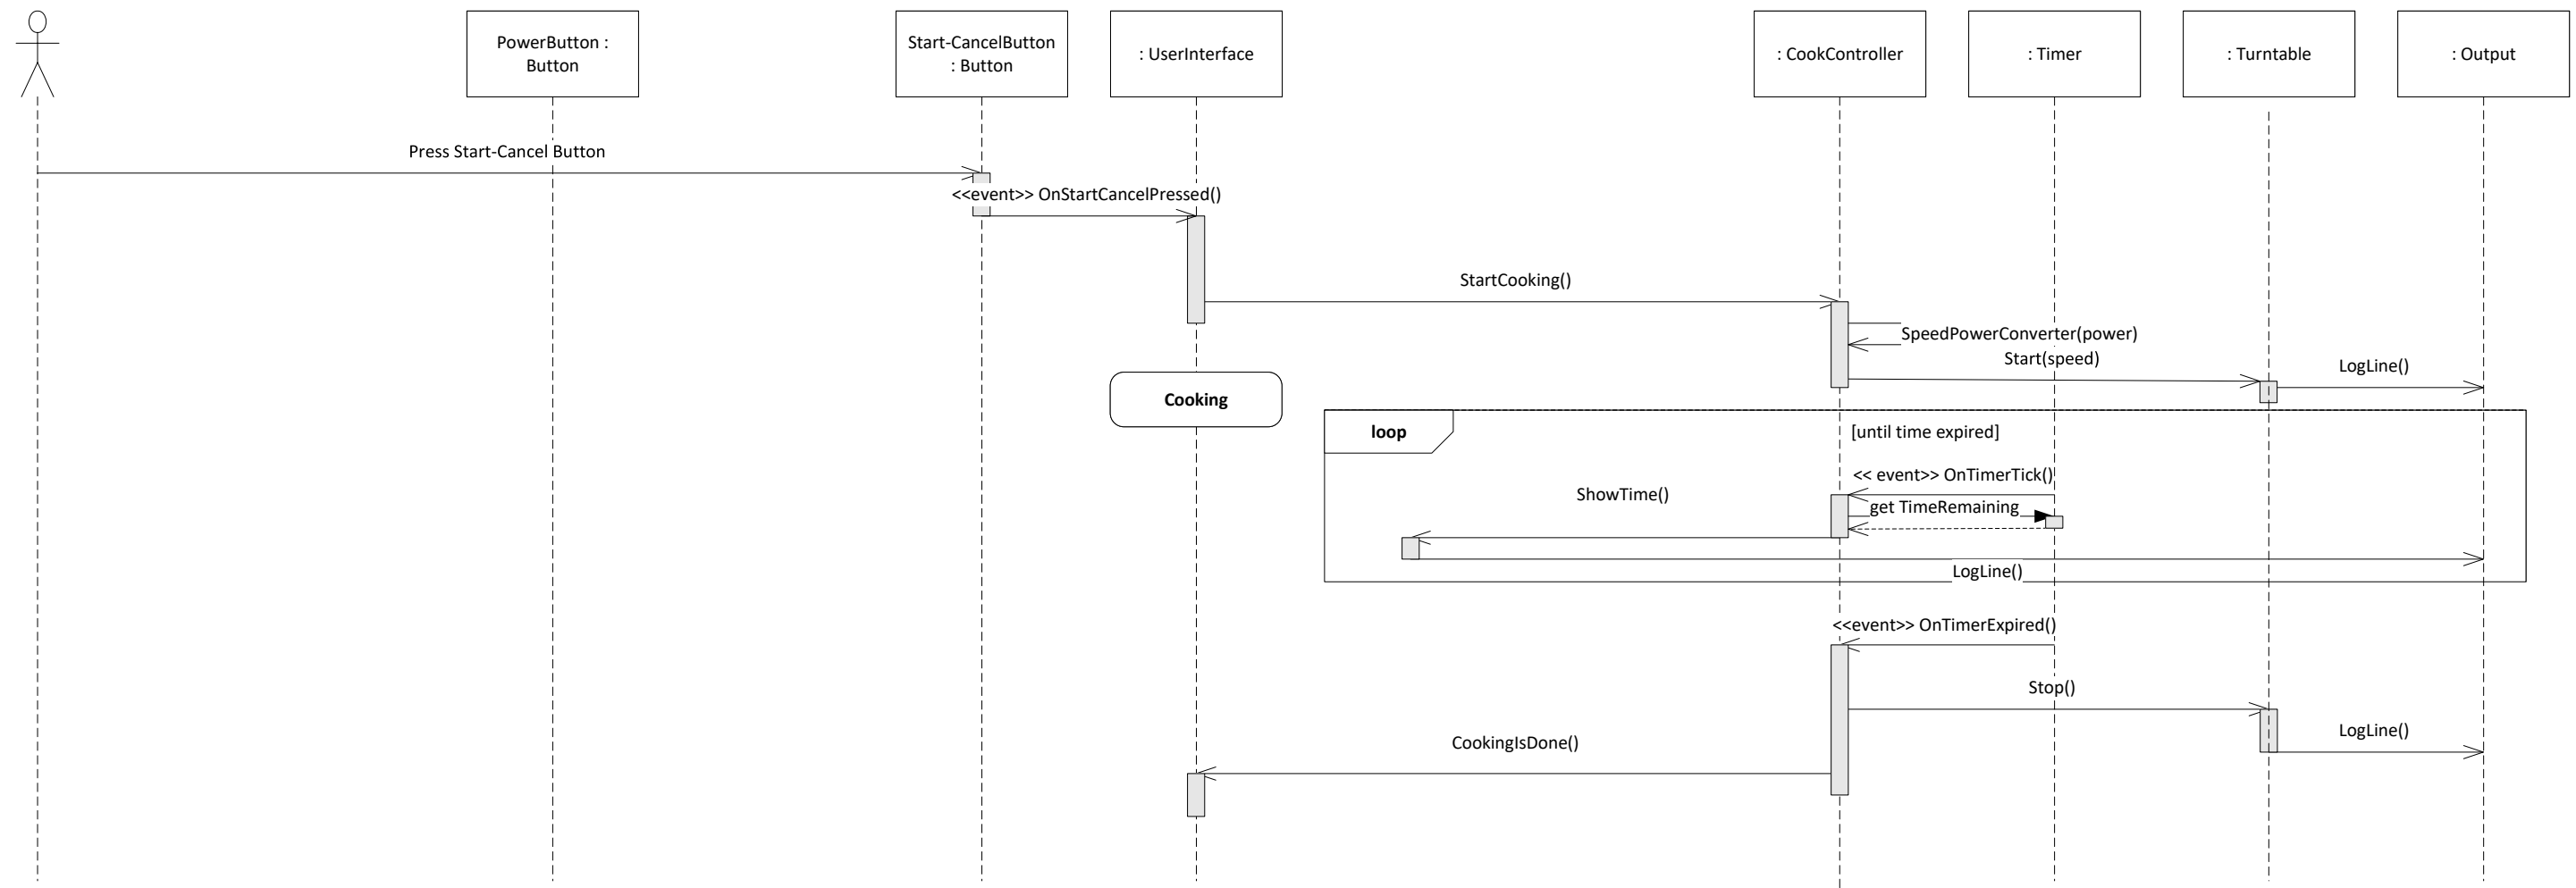 PowerButton :
Button
Start-CancelButton
: Button
: UserInterface
: CookController
: Timer
: Turntable
: Output
Press Start-Cancel Button
<<event>> OnStartCancelPressed()
StartCooking()
SpeedPowerConverter(power)
Start(speed)
LogLine()
Cooking
loop
[until time expired]
<< event>> OnTimerTick()
ShowTime()
get TimeRemaining
LogLine()
<<event>> OnTimerExpired()
Stop()
LogLine()
CookingIsDone()